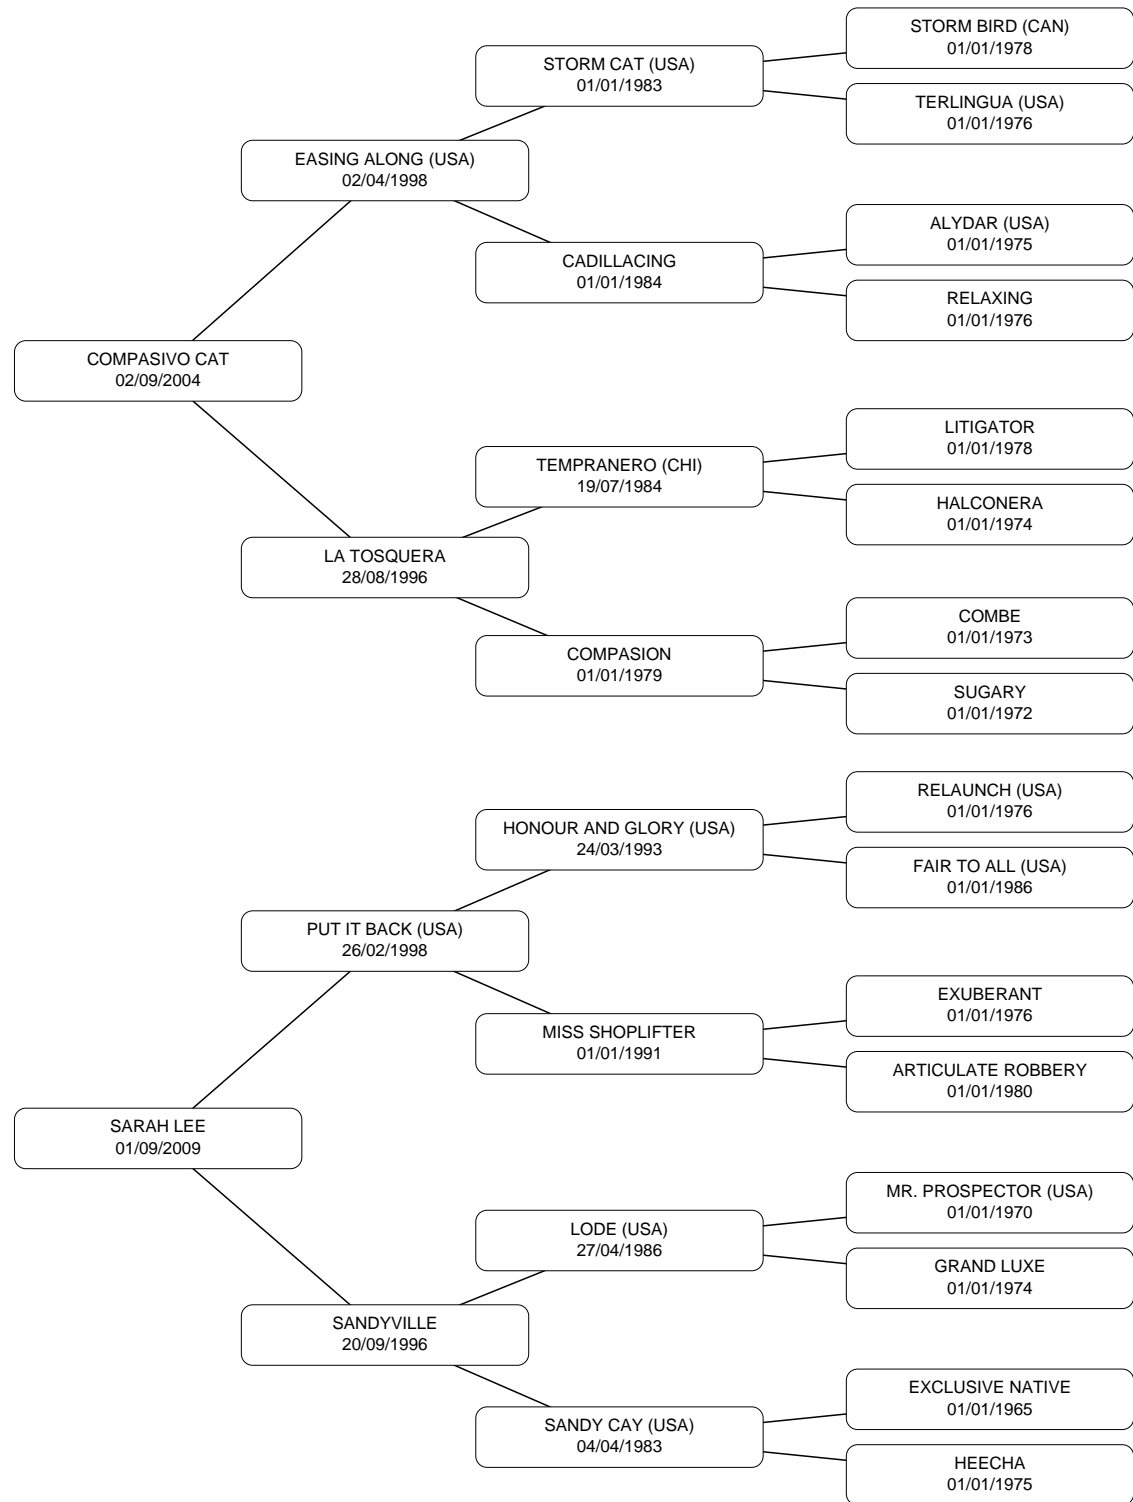 STORM BIRD (CAN)
01/01/1978
STORM CAT (USA)
01/01/1983
TERLINGUA (USA)
01/01/1976
EASING ALONG (USA)
02/04/1998
ALYDAR (USA)
01/01/1975
CADILLACING
01/01/1984
RELAXING
01/01/1976
COMPASIVO CAT
02/09/2004
LITIGATOR
01/01/1978
TEMPRANERO (CHI)
19/07/1984
HALCONERA
01/01/1974
LA TOSQUERA
28/08/1996
COMBE
01/01/1973
COMPASION
01/01/1979
SUGARY
01/01/1972
RELAUNCH (USA)
01/01/1976
HONOUR AND GLORY (USA)
24/03/1993
FAIR TO ALL (USA)
01/01/1986
PUT IT BACK (USA)
26/02/1998
EXUBERANT
01/01/1976
MISS SHOPLIFTER
01/01/1991
ARTICULATE ROBBERY
01/01/1980
SARAH LEE
01/09/2009
MR. PROSPECTOR (USA)
01/01/1970
LODE (USA)
27/04/1986
GRAND LUXE
01/01/1974
SANDYVILLE
20/09/1996
EXCLUSIVE NATIVE
01/01/1965
SANDY CAY (USA)
04/04/1983
HEECHA
01/01/1975